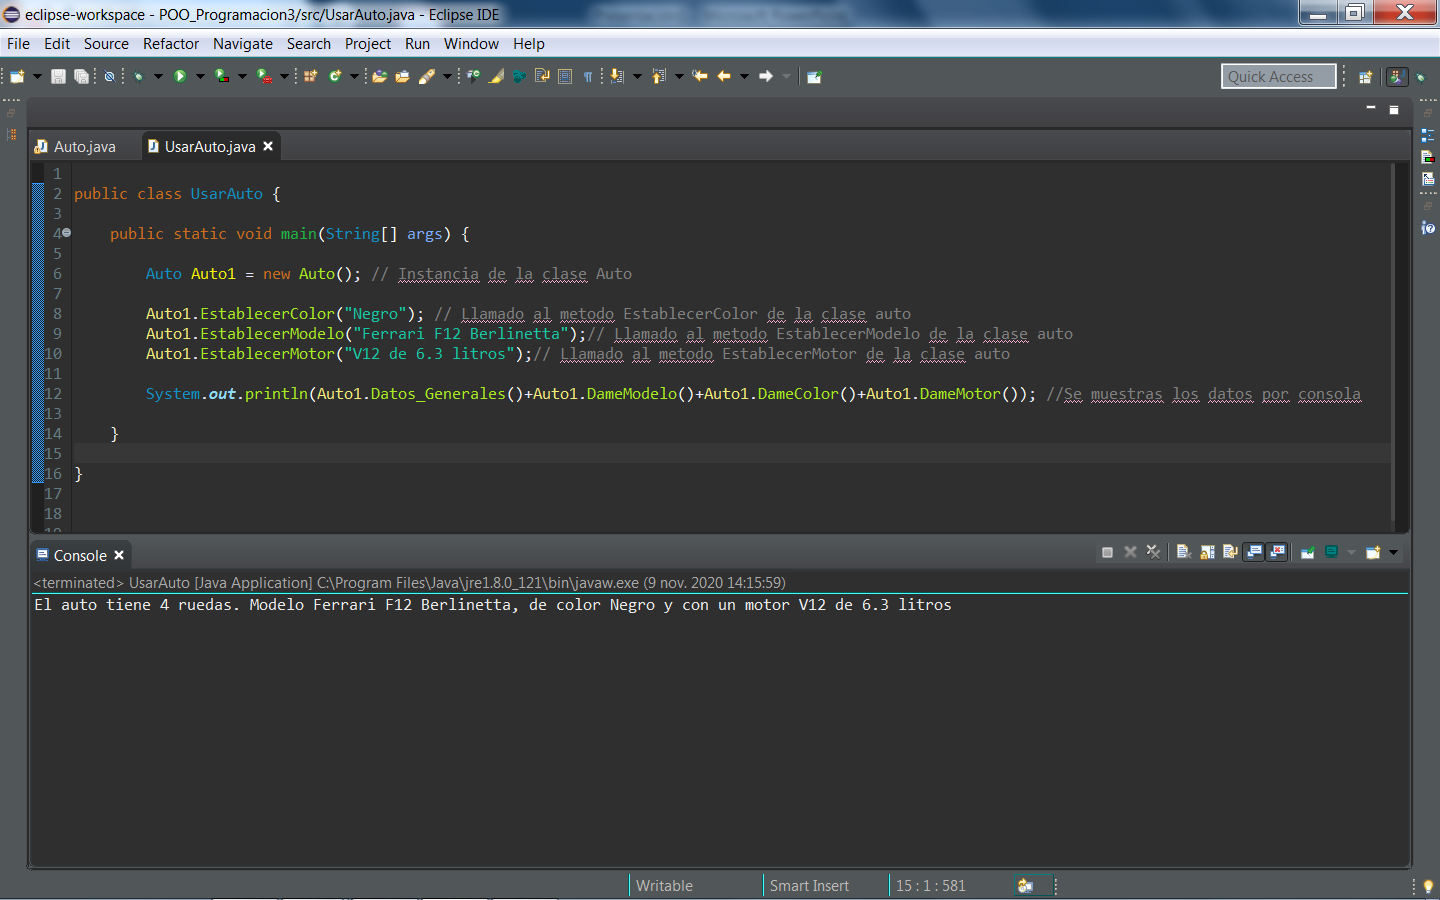 eclipse-workspace - POO_Programacion3/src/UsarAuto.java - Eclipse IDE
File Edit Source Refactor Navigate Search Project Run Window Help
Quick Access
Auto.java UsarAuto.java
1
2 public class UsarAuto {
3
4 public static void main(String[] args) {
5
6 Auto Auto1 = new Auto(); // Instancia de la clase Auto
7
8 Auto1.EstablecerColor("Negro"); // Llamado al metodo EstablecerColor de la clase auto
9 Auto1.EstablecerModelo("Ferrari F12 Berlinetta");// Llamado al metodo EstablecerModelo de la clase auto
10 Auto1.EstablecerMotor("V12 de 6.3 litros");// Llamado al metodo EstablecerMotor de la clase auto
11
12 System.out.println(Auto1.Datos_Generales()+Auto1.DameModelo()+Auto1.DameColor()+Auto1.DameMotor()); //Se muestras los datos por consola
13
14 }
15
16 }
17
18
Console
<terminated> UsarAuto [Java Application] C:\Program Files\Java\jre1.8.0_121\bin\javaw.exe (9 nov. 2020 14:15:59)
El auto tiene 4 ruedas. Modelo Ferrari F12 Berlinetta, de color Negro y con un motor V12 de 6.3 litros
Writable Smart Insert 15 : 1 : 581